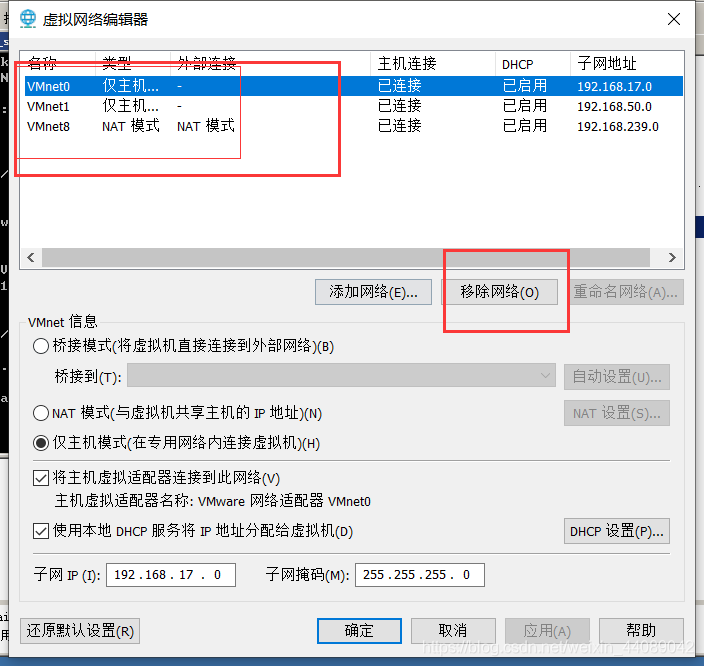 虚拟网络编辑器
名称 类型 外部连接 主机连接 DHCP 子网地址
VMnet0 仅主机... - 已连接 已启用 192.168.17.0
VMnet1 仅主机... - 已连接 已启用 192.168.50.0
VMnet8 NAT 模式 NAT 模式 已连接 已启用 192.168.239.0
添加网络(E)... 移除网络(O) 重命名网络(A)...
VMnet 信息
桥接模式(将虚拟机直接连接到外部网络)(B)
桥接到(T): 自动设置(U)...
NAT 模式(与虚拟机共享主机的 IP 地址)(N) NAT 设置(S)...
仅主机模式(在专用网络内连接虚拟机)(H)
将主机虚拟适配器连接到此网络(V)
主机虚拟适配器名称: VMware 网络适配器 VMnet0
使用本地 DHCP 服务将 IP 地址分配给虚拟机(D) DHCP 设置(P)...
子网 IP (I): 192.168.17.0 子网掩码(M): 255.255.255.0
还原默认设置(R) 确定 取消 应用(A) 帮助
https://blog.csdn.net/weixin_44089042